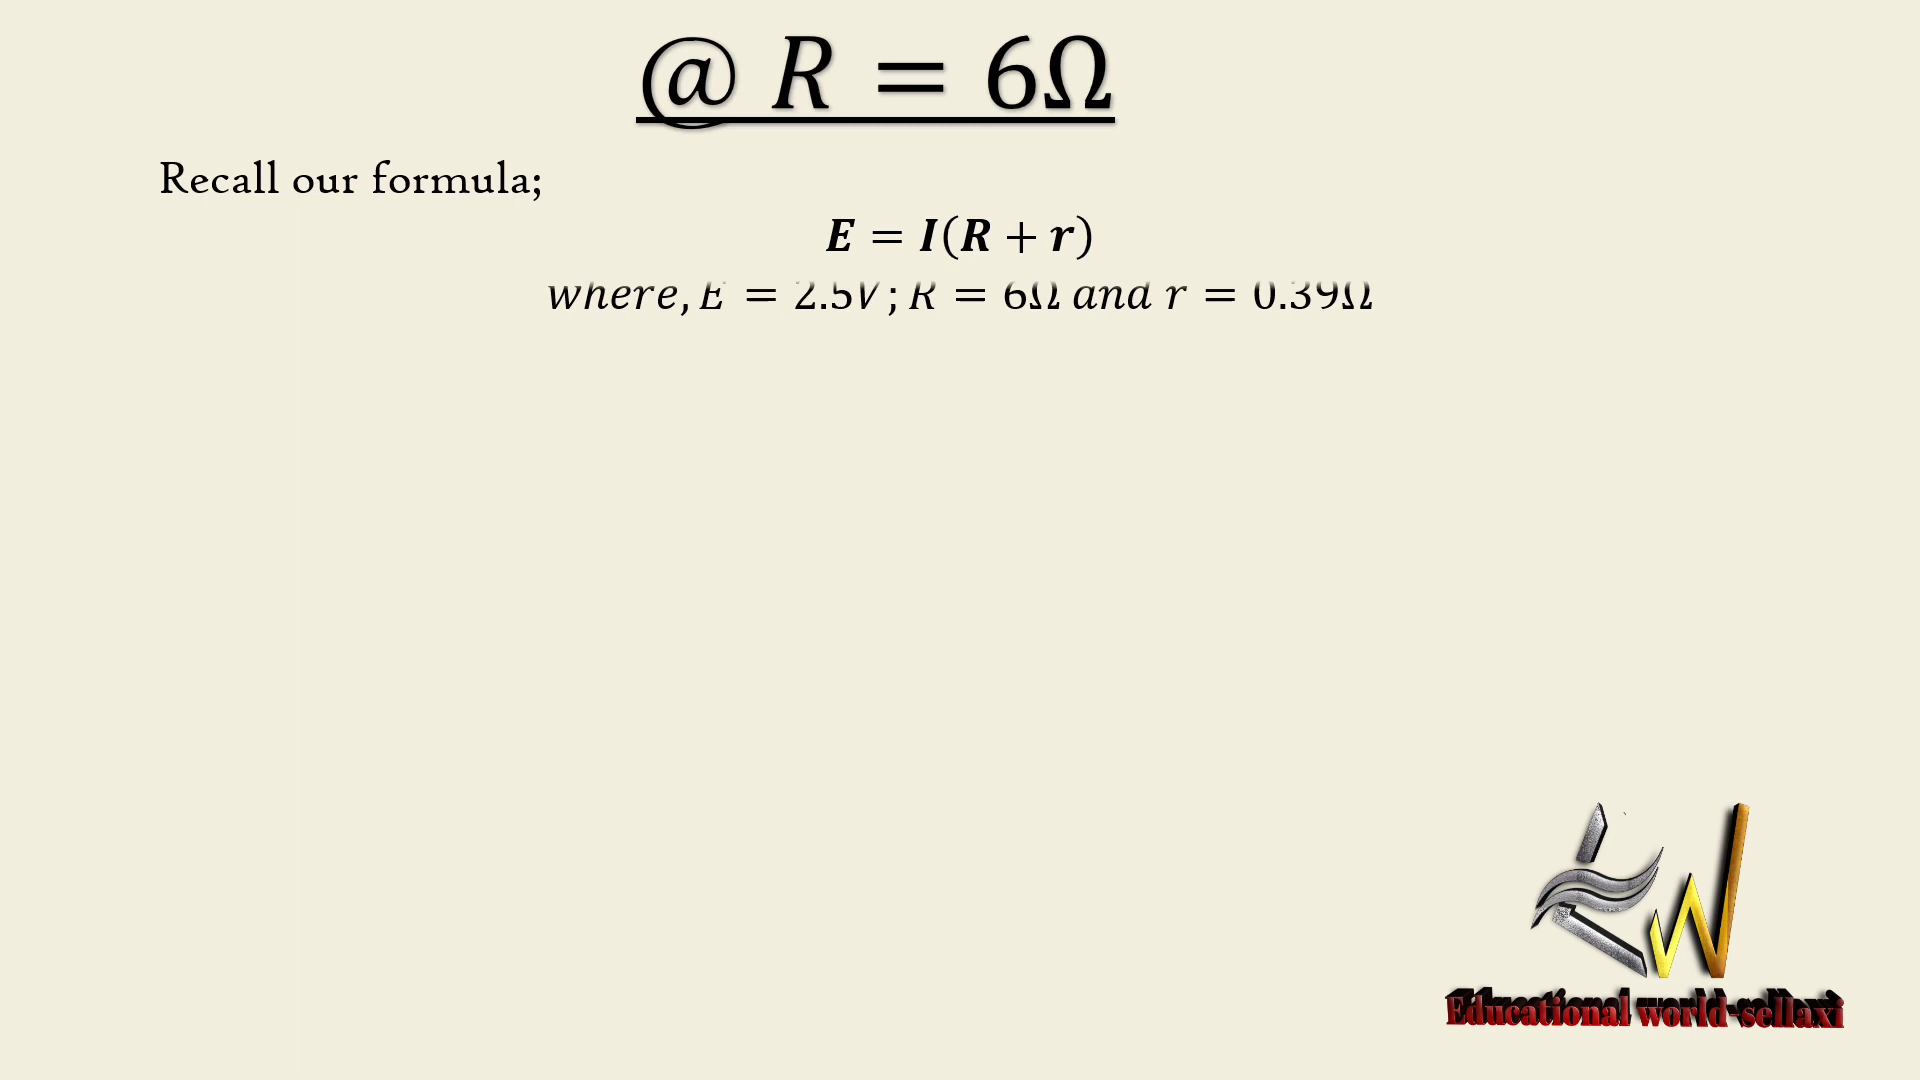 @ R = 6Ω
Recall our formula;
E = I(R + r)
where, E = 2.5V; R = 6Ω and r = 0.39Ω
Educational world-sellaxi